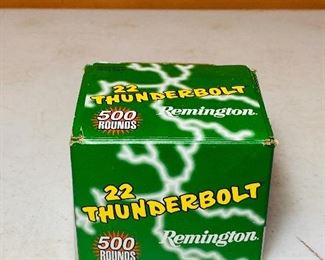 22
THUNDERBOLT
500
ROUNDS
Remington
22
THUNDERBOLT
500
ROUNDS
Remington